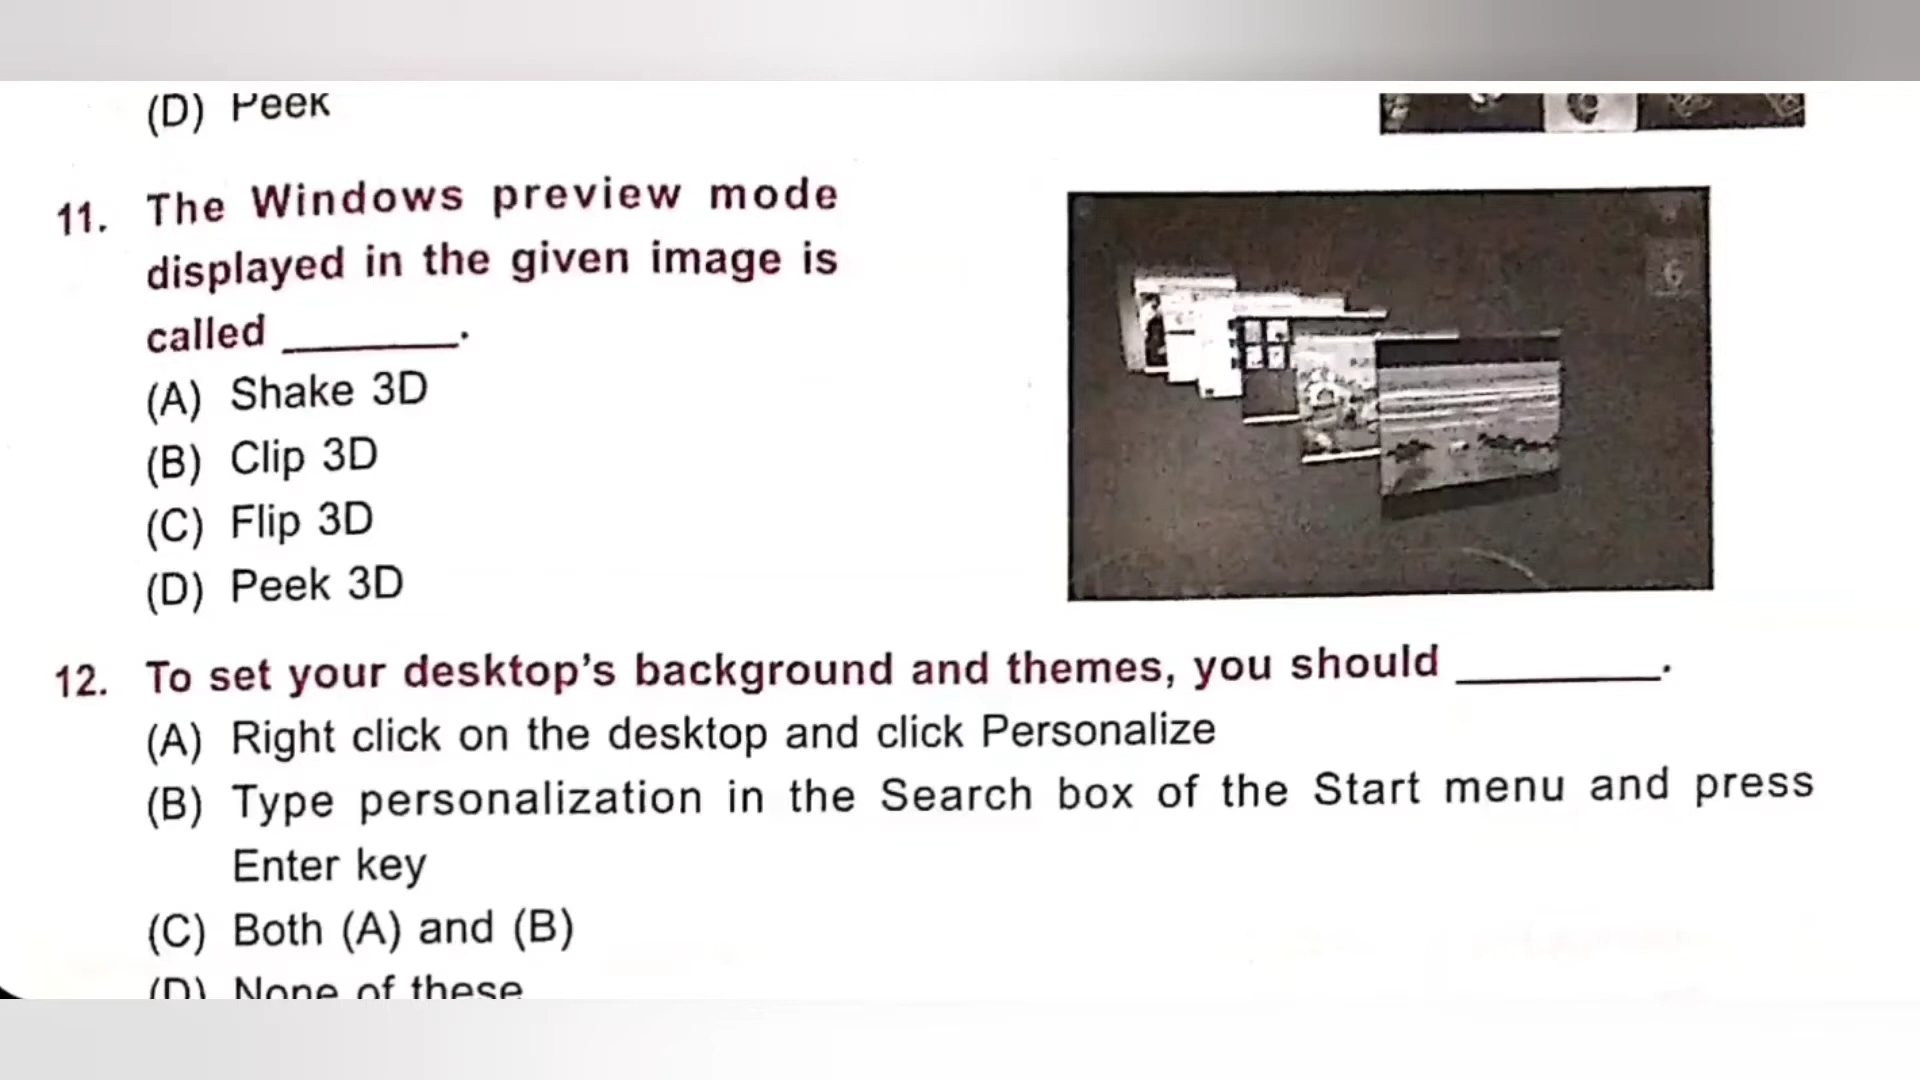 (D) Peek
11. The Windows preview mode
displayed in the given image is
called ________.
(A) Shake 3D
(B) Clip 3D
(C) Flip 3D
(D) Peek 3D
12. To set your desktop's background and themes, you should ________.
(A) Right click on the desktop and click Personalize
(B) Type personalization in the Search box of the Start menu and press
Enter key
(C) Both (A) and (B)
(D) None of these